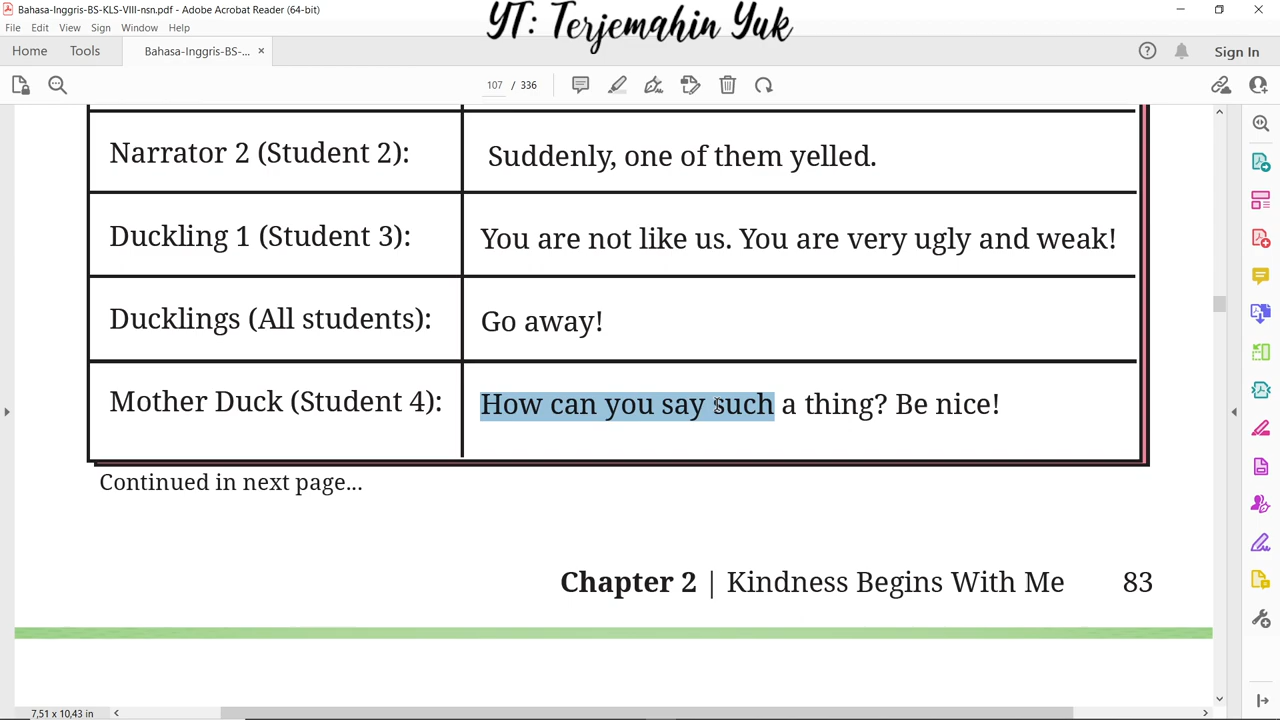 Bahasa-Inggris-BS-KLS-VIII-nsn.pdf - Adobe Acrobat Reader (64-bit)
YT: Terjemahin Yuk
File Edit View Sign Window Help
Home Tools Bahasa-Inggris-BS-... × Sign In
107 / 336
Narrator 2 (Student 2): Suddenly, one of them yelled.
Duckling 1 (Student 3): You are not like us. You are very ugly and weak!
Ducklings (All students): Go away!
Mother Duck (Student 4): How can you say such a thing? Be nice!
Continued in next page...
Chapter 2 | Kindness Begins With Me 83
7,51 x 10,43 in